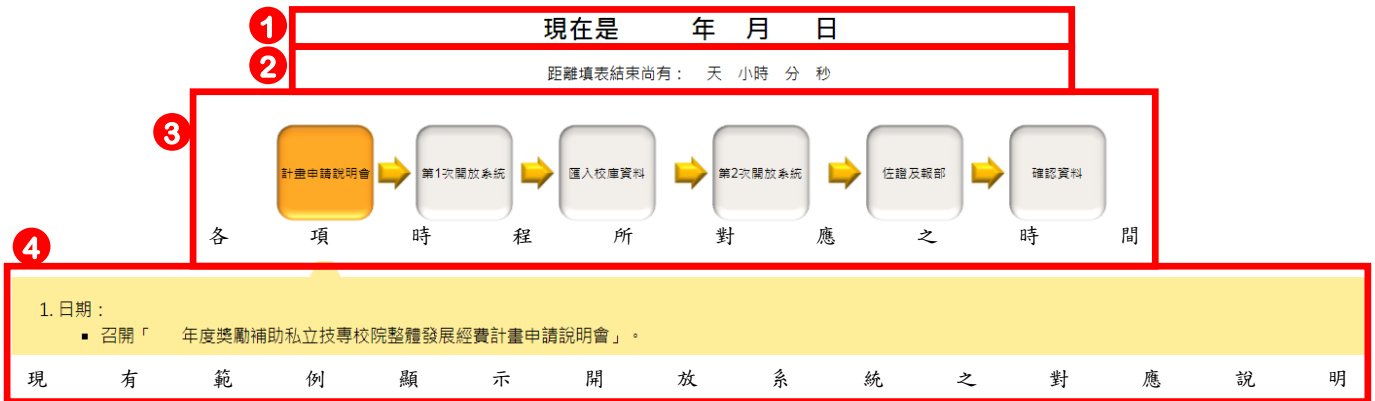 1
現在是 年 月 日
2
距離填表結束尚有： 天 小時 分 秒
3
計畫申請說明會 第1次開放系統 匯入校庫資料 第2次開放系統 佐證及報部 確認資料
各項時程所對應之時間
4
1. 日期：
▪ 召開「 年度獎勵補助私立技專校院整體發展經費計畫申請說明會」。
現有範例顯示開放系統之對應說明